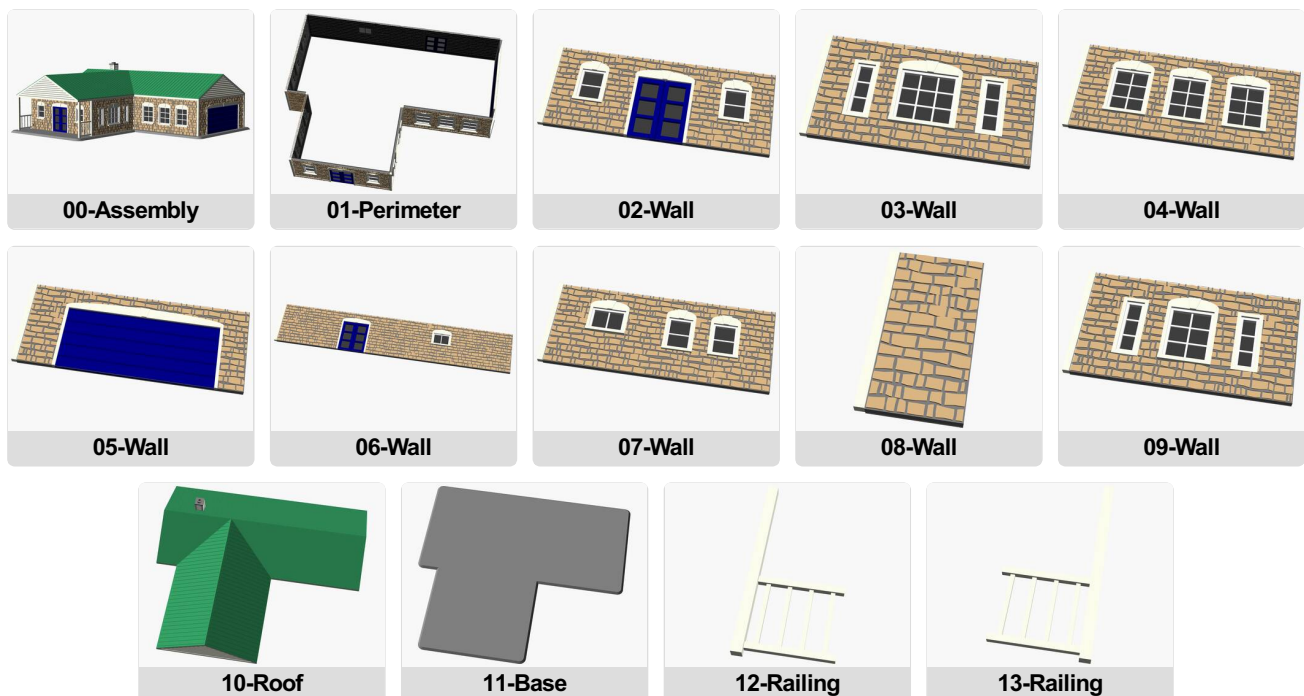 00-Assembly
01-Perimeter
02-Wall
03-Wall
04-Wall
05-Wall
06-Wall
07-Wall
08-Wall
09-Wall
10-Roof
11-Base
12-Railing
13-Railing